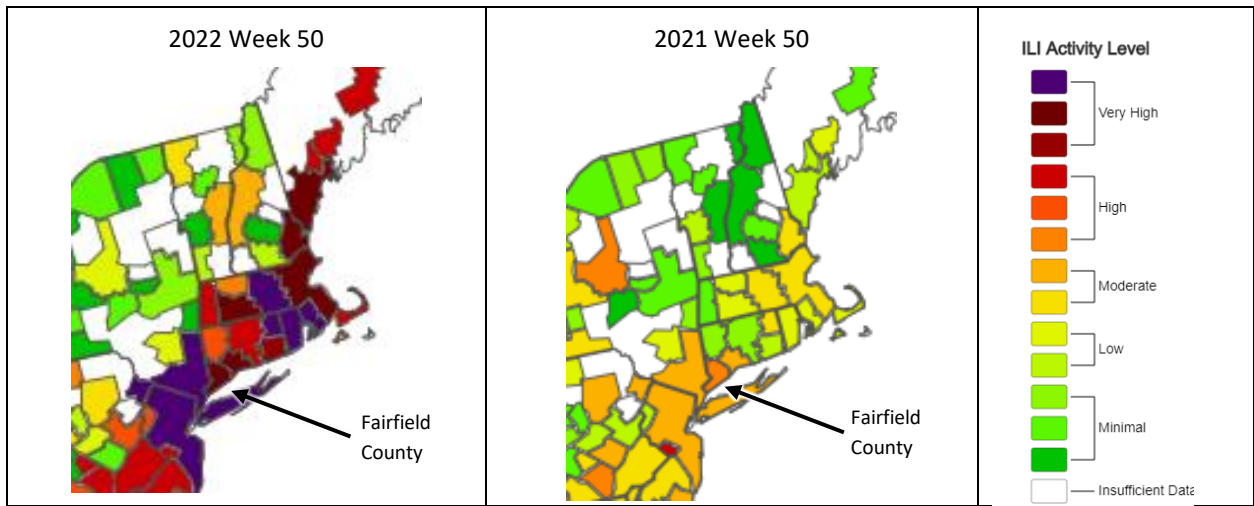 2022 Week 50
2021 Week 50
Fairfield
County
Fairfield
County
ILI Activity Level
Very High
High
Moderate
Low
Minimal
Insufficient Data